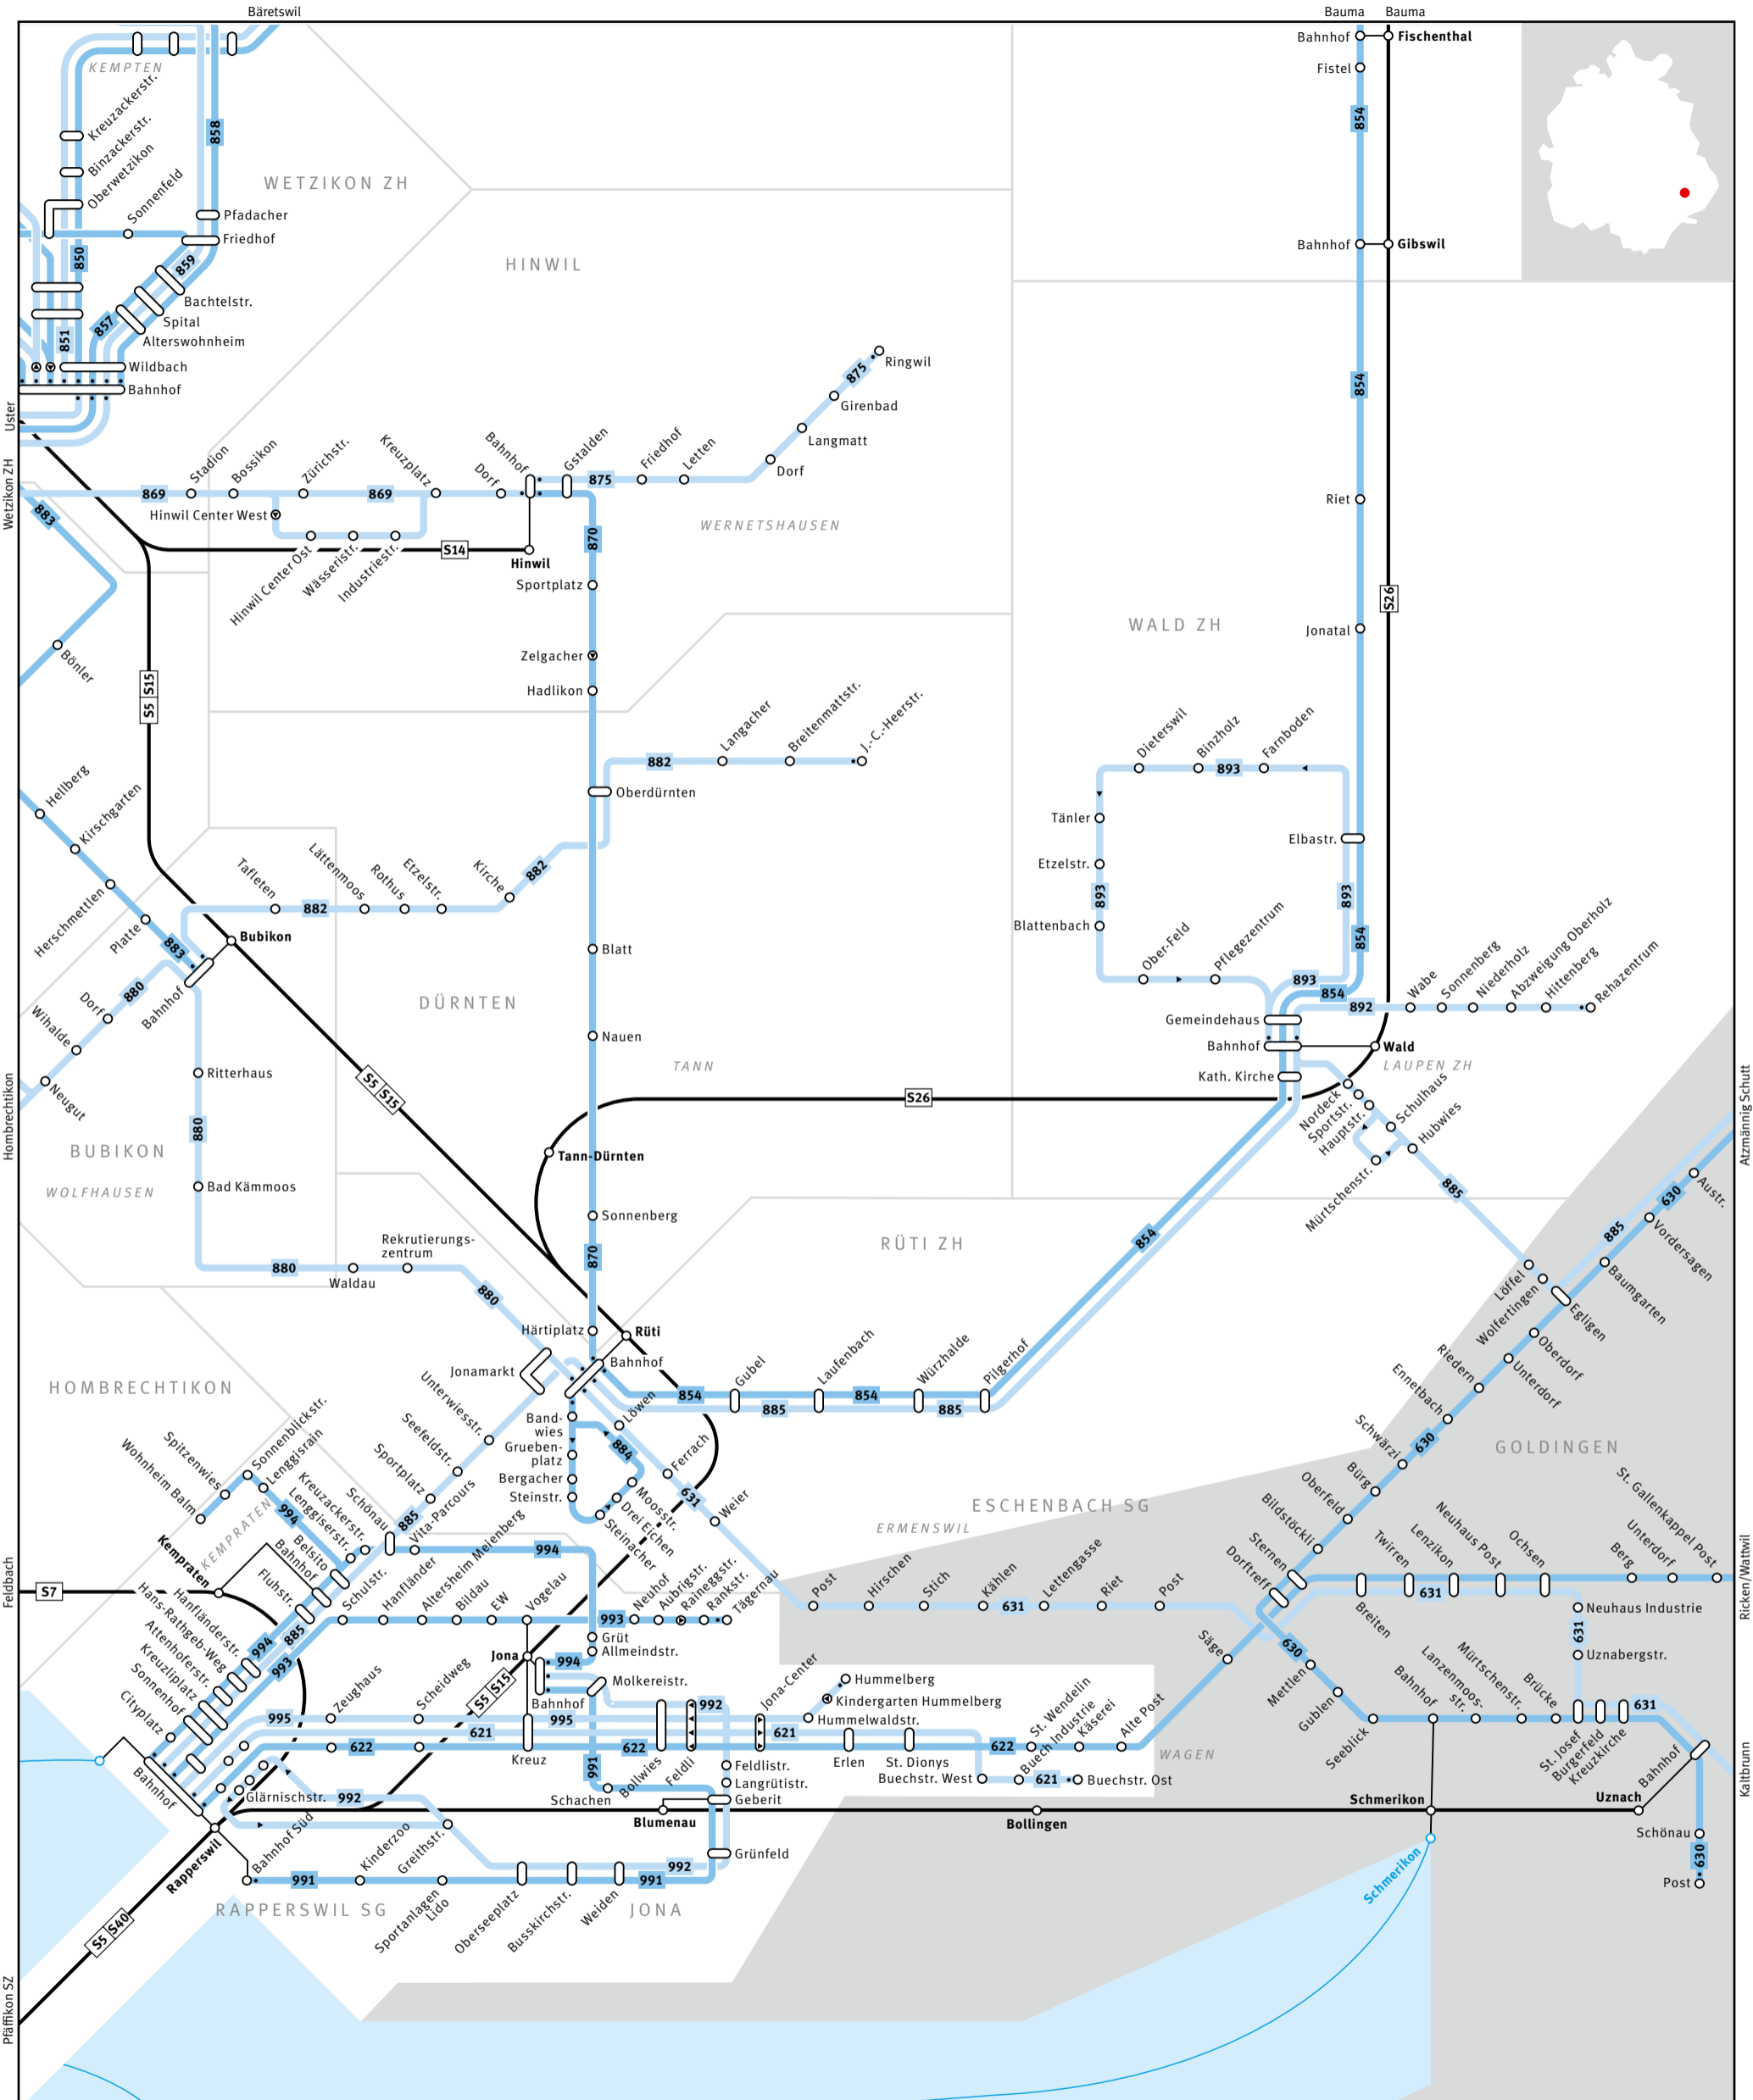 Bäretswil
Bauma
Bauma
KEMPTEN
Bahnhof
Fischenthal
Fistel
854
Kreuzackerstr.
Binzackerstr.
Oberwetzikon
Sonnenfeld
858
WETZIKON ZH
Pfadacher
Friedhof
850
859
Bachtelstr.
Spital
857
851
Alterswohnheim
Wildbach
Bahnhof
HINWIL
Bahnhof
Gibswil
854
Uster
Wetzikon ZH
875
Ringwil
Girenbad
Langmatt
Dorf
Stadion
Bossikon
Zürichstr.
Kreuzplatz
Dorf
Bahnhof
Gstalden
Friedhof
Letten
875
869
869
883
Hinwil Center West
Hinwil Center Ost
Wässeristr.
Industriestr.
S14
Hinwil
870
WERNETSHAUSEN
Riet
S26
Sportplatz
WALD ZH
Jonatal
Bönler
Zelgacher
Hadlikon
S5 S15
882
Langacher
Breitenmattstr.
J.-C.-Heerstr.
Oberdürnten
Dieterswil
Binzholz
Farnboden
893
Tänler
Elbastr.
Etzelstr.
893
893
Blattenbach
854
Ober-Feld
Pflegezentrum
893
854
892
Wabe
Sonnenberg
Niederholz
Abzweigung Oberholz
Hittenberg
Rehazentrum
Hellberg
Kirschgarten
Herschmettlen
Platte
883
Tafleten
Lättenmoos
Rothus
Etzelstr.
Kirche
882
882
Bubikon
Bahnhof
880
Dorf
Wihalde
Neugut
Blatt
DÜRNTEN
Nauen
TANN
Gemeindehaus
Bahnhof
Wald
Kath. Kirche
LAUPEN ZH
Nordeck
Sportstr.
Hauptstr.
Schulhaus
Hubwies
Mürtschenstr.
S26
Ritterhaus
880
S5 S15
Hombrechtikon
BUBIKON
WOLFHAUSEN
Bad Kämmoos
Tann-Dürnten
Sonnenberg
870
RÜTI ZH
854
885
Atzmännig Schutt
Austr.
630
Vordersagen
885
Baumgarten
Löffel
Wolfertingen
Egligen
Oberdorf
Unterdorf
Riedern
Ennetbach
Schwärzi
630
Bürg
Oberfeld
Bildstöckli
GOLDINGEN
Rekrutierungs-
zentrum
880
Waldau
880
Härtiplatz
Rüti
Bahnhof
Jonamarkt
HOMBRECHTIKON
Gubel
Laufenbach
Würzhalde
Pilgerhof
854
854
885
885
Löwen
Band-
wies
884
Grueben-
platz
Bergacher
Steinstr.
Moosstr.
Drei Eichen
Steinacher
Ferrach
631
Weier
Unterwiesstr.
Seefeldstr.
Sportplatz
885
Vita-Parcours
Schönau
Kreuzackerstr.
Lenggiserstr.
Belsito
Bahnhof
Fluhstr.
Sonnenblickstr.
Lenggisrain
Spitzenwies
Wohnheim Balm
994
KEMPRATEN
Kempraten
S7
Feldbach
ESCHENBACH SG
ERMENSWIL
Sternen
Dorftreff
Twirren
Lenzikon
Neuhaus Post
Ochsen
Berg
Unterdorf
St. Gallenkappel Post
Ricken/Wattwil
Breiten
631
Neuhaus Industrie
631
Uznabergstr.
Post
Hirschen
Stich
Kählen
631
Lettengasse
Riet
Post
Säge
630
Mettlen
Gublen
Seeblick
Bahnhof
Lanzenmoos-
str.
Mürtschenstr.
Brücke
St. Josef
Burgerfeld
Kreuzkirche
631
Bahnhof
Kaltbrunn
Altersheim Meienberg
994
Schulstr.
Hanfländer
Bildau
EW
Vogelau
993
Neuhof
Aubrigstr.
Raineggstr.
Rankstr.
Tägernau
Grüt
Allmeindstr.
Hanfländerstr.
Hans-Rathgeb-Weg
Attenhoferstr.
Kreuzliplatz
Sonnenhof
Cityplatz
994
885
993
Bahnhof
Jona
Bahnhof
994
Molkereistr.
S5 S15
Zeughaus
Scheidweg
995
995
621
622
Kreuz
622
Bollwies
Feldli
992
Jona-Center
621
Hummelberg
Kindergarten Hummelberg
Hummelwaldstr.
Erlen
St. Dionys
622
St. Wendelin
Buech Industrie
Käserei
Alte Post
Buechstr. West
621
Buechstr. Ost
WAGEN
991
Feldlistr.
Langrütistr.
Geberit
Schachen
Blumenau
Bollingen
Schmerikon
Uznach
Schönau
630
Post
Glärnischstr.
992
Rapperswil
Bahnhof Süd
Kinderzoo
Greithstr.
Grünfeld
992
991
991
Sportanlagen
Lido
Oberseeplatz
Busskirchstr.
Weiden
RAPPERSWIL SG
JONA
Schmerikon
S5 S40
Pfäffikon SZ